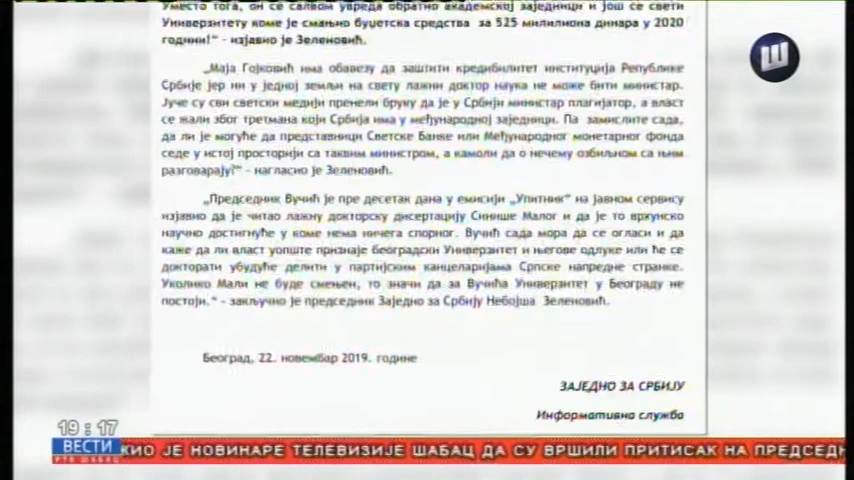 Уместо тога, он се салвом увреда обратио академској заједници и још се свети
Универзитету коме је смањио буџетска средства за 525 милилиона динара у 2020
години!“ - изјавио је Зеленовић.
„Маја Гојковић има обавезу да заштити кредибилитет институција Републике
Србије јер ни у једној земљи на свету лажни доктор наука не може бити министар.
Јуче су сви светски медији пренели бруку да је у Србији министар плагијатор, а власт
се жали због третмана који Србија има у међународној заједници. Па замислите сада,
да ли је могуће да представници Светске Банке или Међународног монетарног фонда
седе у истој просторији са таквим министром, а камоли да о нечему озбиљном са њим
разговарају!“ - нагласио је Зеленовић.
„Председник Вучић је пре десетак дана у емисији „Упитник“ на јавном сервису
изјавио да је читао лажну докторску дисертацију Синише Малог и да је то врхунско
научно достигнуће у коме нема ничега спорног. Вучић сада мора да се огласи и да
каже да ли власт уопште признаје београдски Универзитет и његове одлуке или ће се
докторати убудуће делити у партијским канцеларијама Српске напредне странке.
Уколико Мали не буде смењен, то значи да за Вучића Универзитет у Београду не
постоји.“ - закључио је председник Заједно за Србију Небојша Зеленовић.
Београд, 22. новембар 2019. године
ЗАЈЕДНО ЗА СРБИЈУ
Информативна служба
Ш
19:17
ВЕСТИ
РТВ ШАБАЦ
КИО ЈЕ НОВИНАРЕ ТЕЛЕВИЗИЈЕ ШАБАЦ ДА СУ ВРШИЛИ ПРИТИСАК НА ПРЕДСЕДН